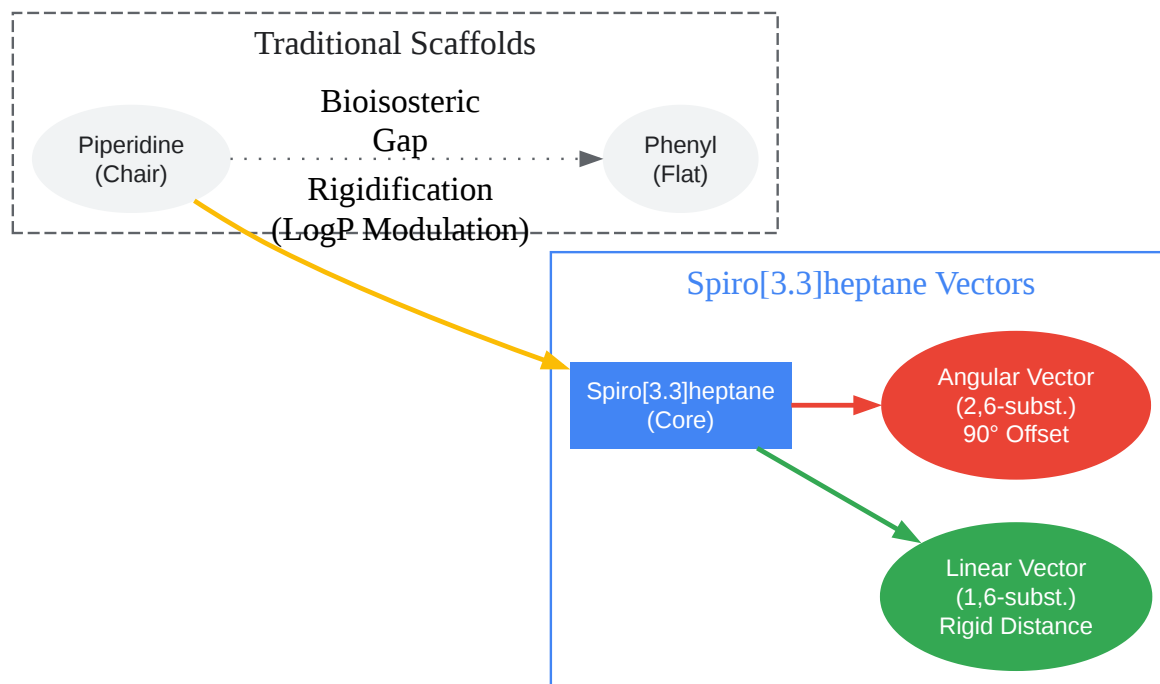 Traditional Scaffolds
Bioisosteric
Gap
Piperidine
(Chair)
Phenyl
(Flat)
Rigidification
(LogP Modulation)
Spiro[3.3]heptane Vectors
Spiro[3.3]heptane
(Core)
Angular Vector
(2,6-subst.)
90° Offset
Linear Vector
(1,6-subst.)
Rigid Distance